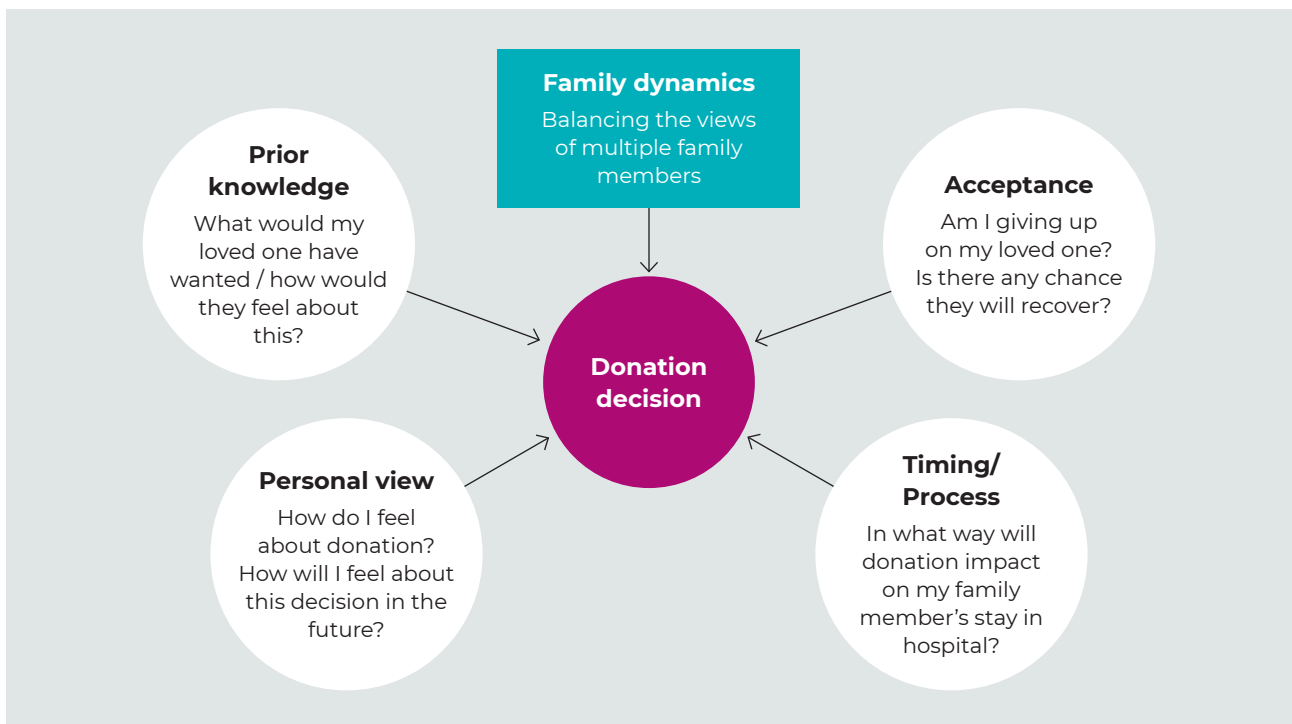 Family dynamics
Balancing the views
of multiple family
members
Prior
knowledge
What would my
loved one have
wanted / how would
they feel about
this?
Acceptance
Am I giving up
on my loved one?
Is there any chance
they will recover?
Donation
decision
Personal view
How do I feel
about donation?
How will I feel about
this decision in the
future?
Timing/
Process
In what way will
donation impact
on my family
member’s stay in
hospital?